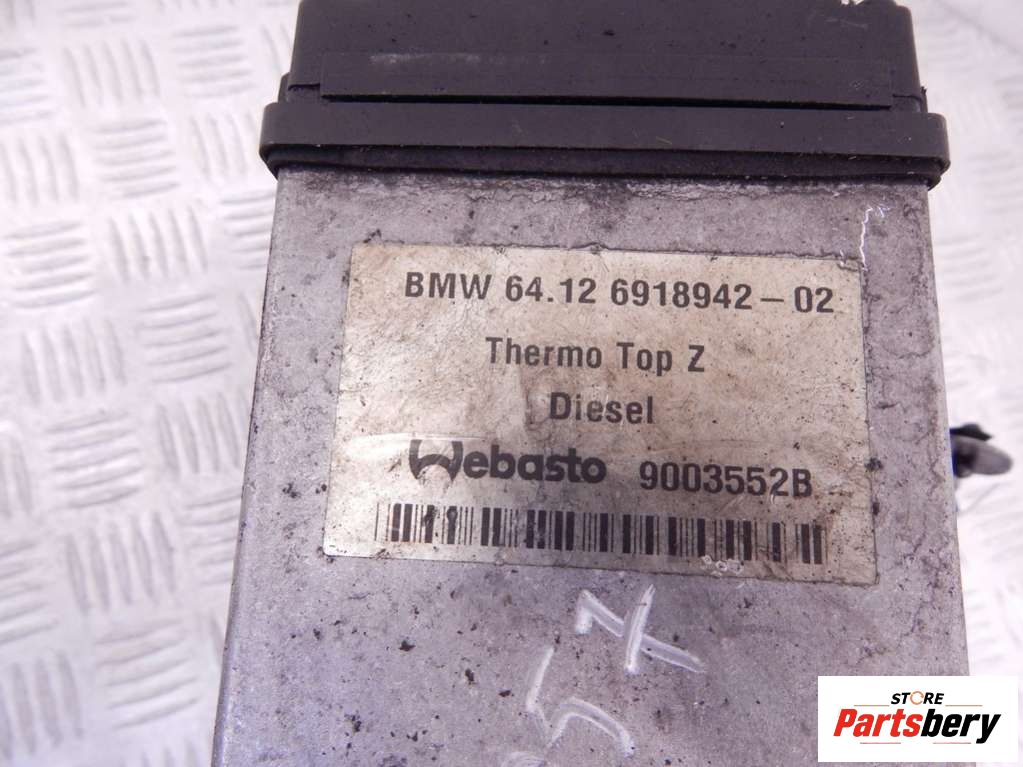 BMW 64.12 6918942-02
Thermo Top Z
Diesel
Webasto 9003552B
STORE
Partsbery